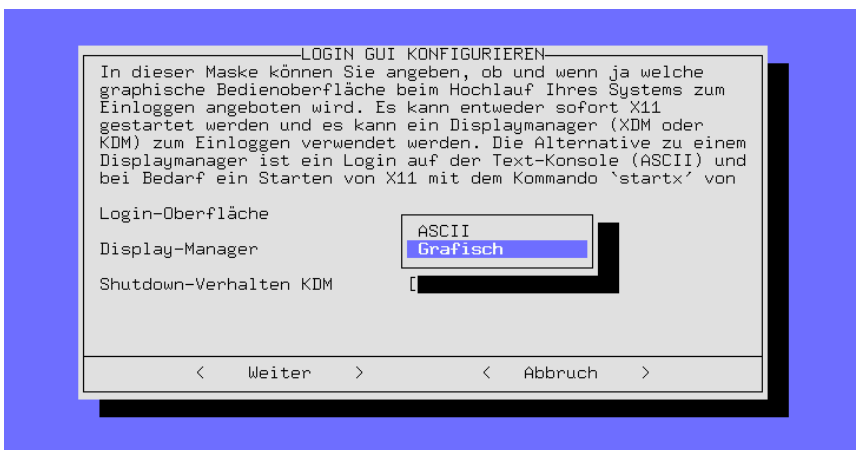 LOGIN GUI KONFIGURIEREN
In dieser Maske können Sie angeben, ob und wenn ja welche
graphische Bedienoberfläche beim Hochlauf Ihres Systems zum
Einloggen angeboten wird. Es kann entweder sofort X11
gestartet werden und es kann ein Displaymanager (XDM oder
KDM) zum Einloggen verwendet werden. Die Alternative zu einem
Displaymanager ist ein Login auf der Text-Konsole (ASCII) und
bei Bedarf ein Starten von X11 mit dem Kommando `startx´ von
Login-Oberfläche
ASCII
Display-Manager
Grafisch
Shutdown-Verhalten KDM [
< Weiter > < Abbruch >